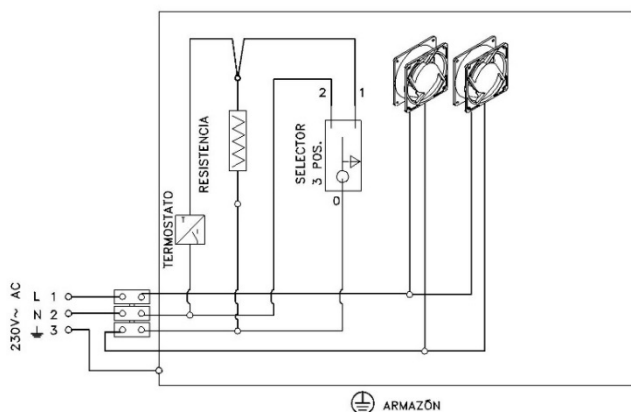 2
1
RESISTENCIA
SELECTOR
3 POS.
0
T
TERMOSTATO
230V~ AC
L 1
N 2
3
ARMAZÓN